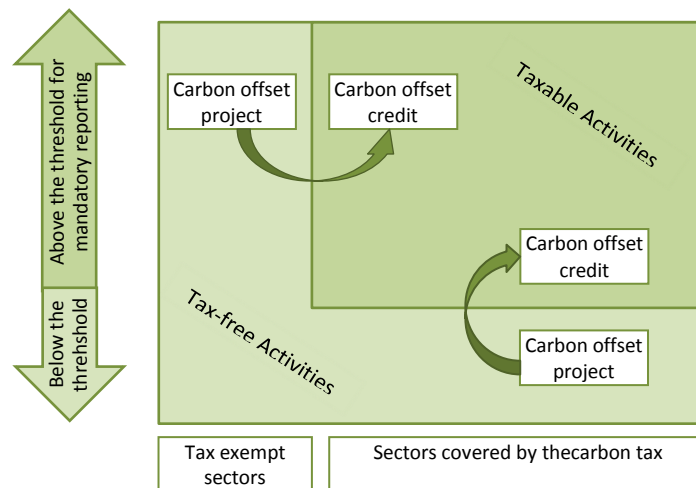 Above the threshold for
mandatory reporting
Below the
threhshold
Carbon offset
project
Carbon offset
credit
Taxable Activities
Carbon offset
credit
Tax-free Activities
Carbon offset
project
Tax exempt
sectors
Sectors covered by thecarbon tax